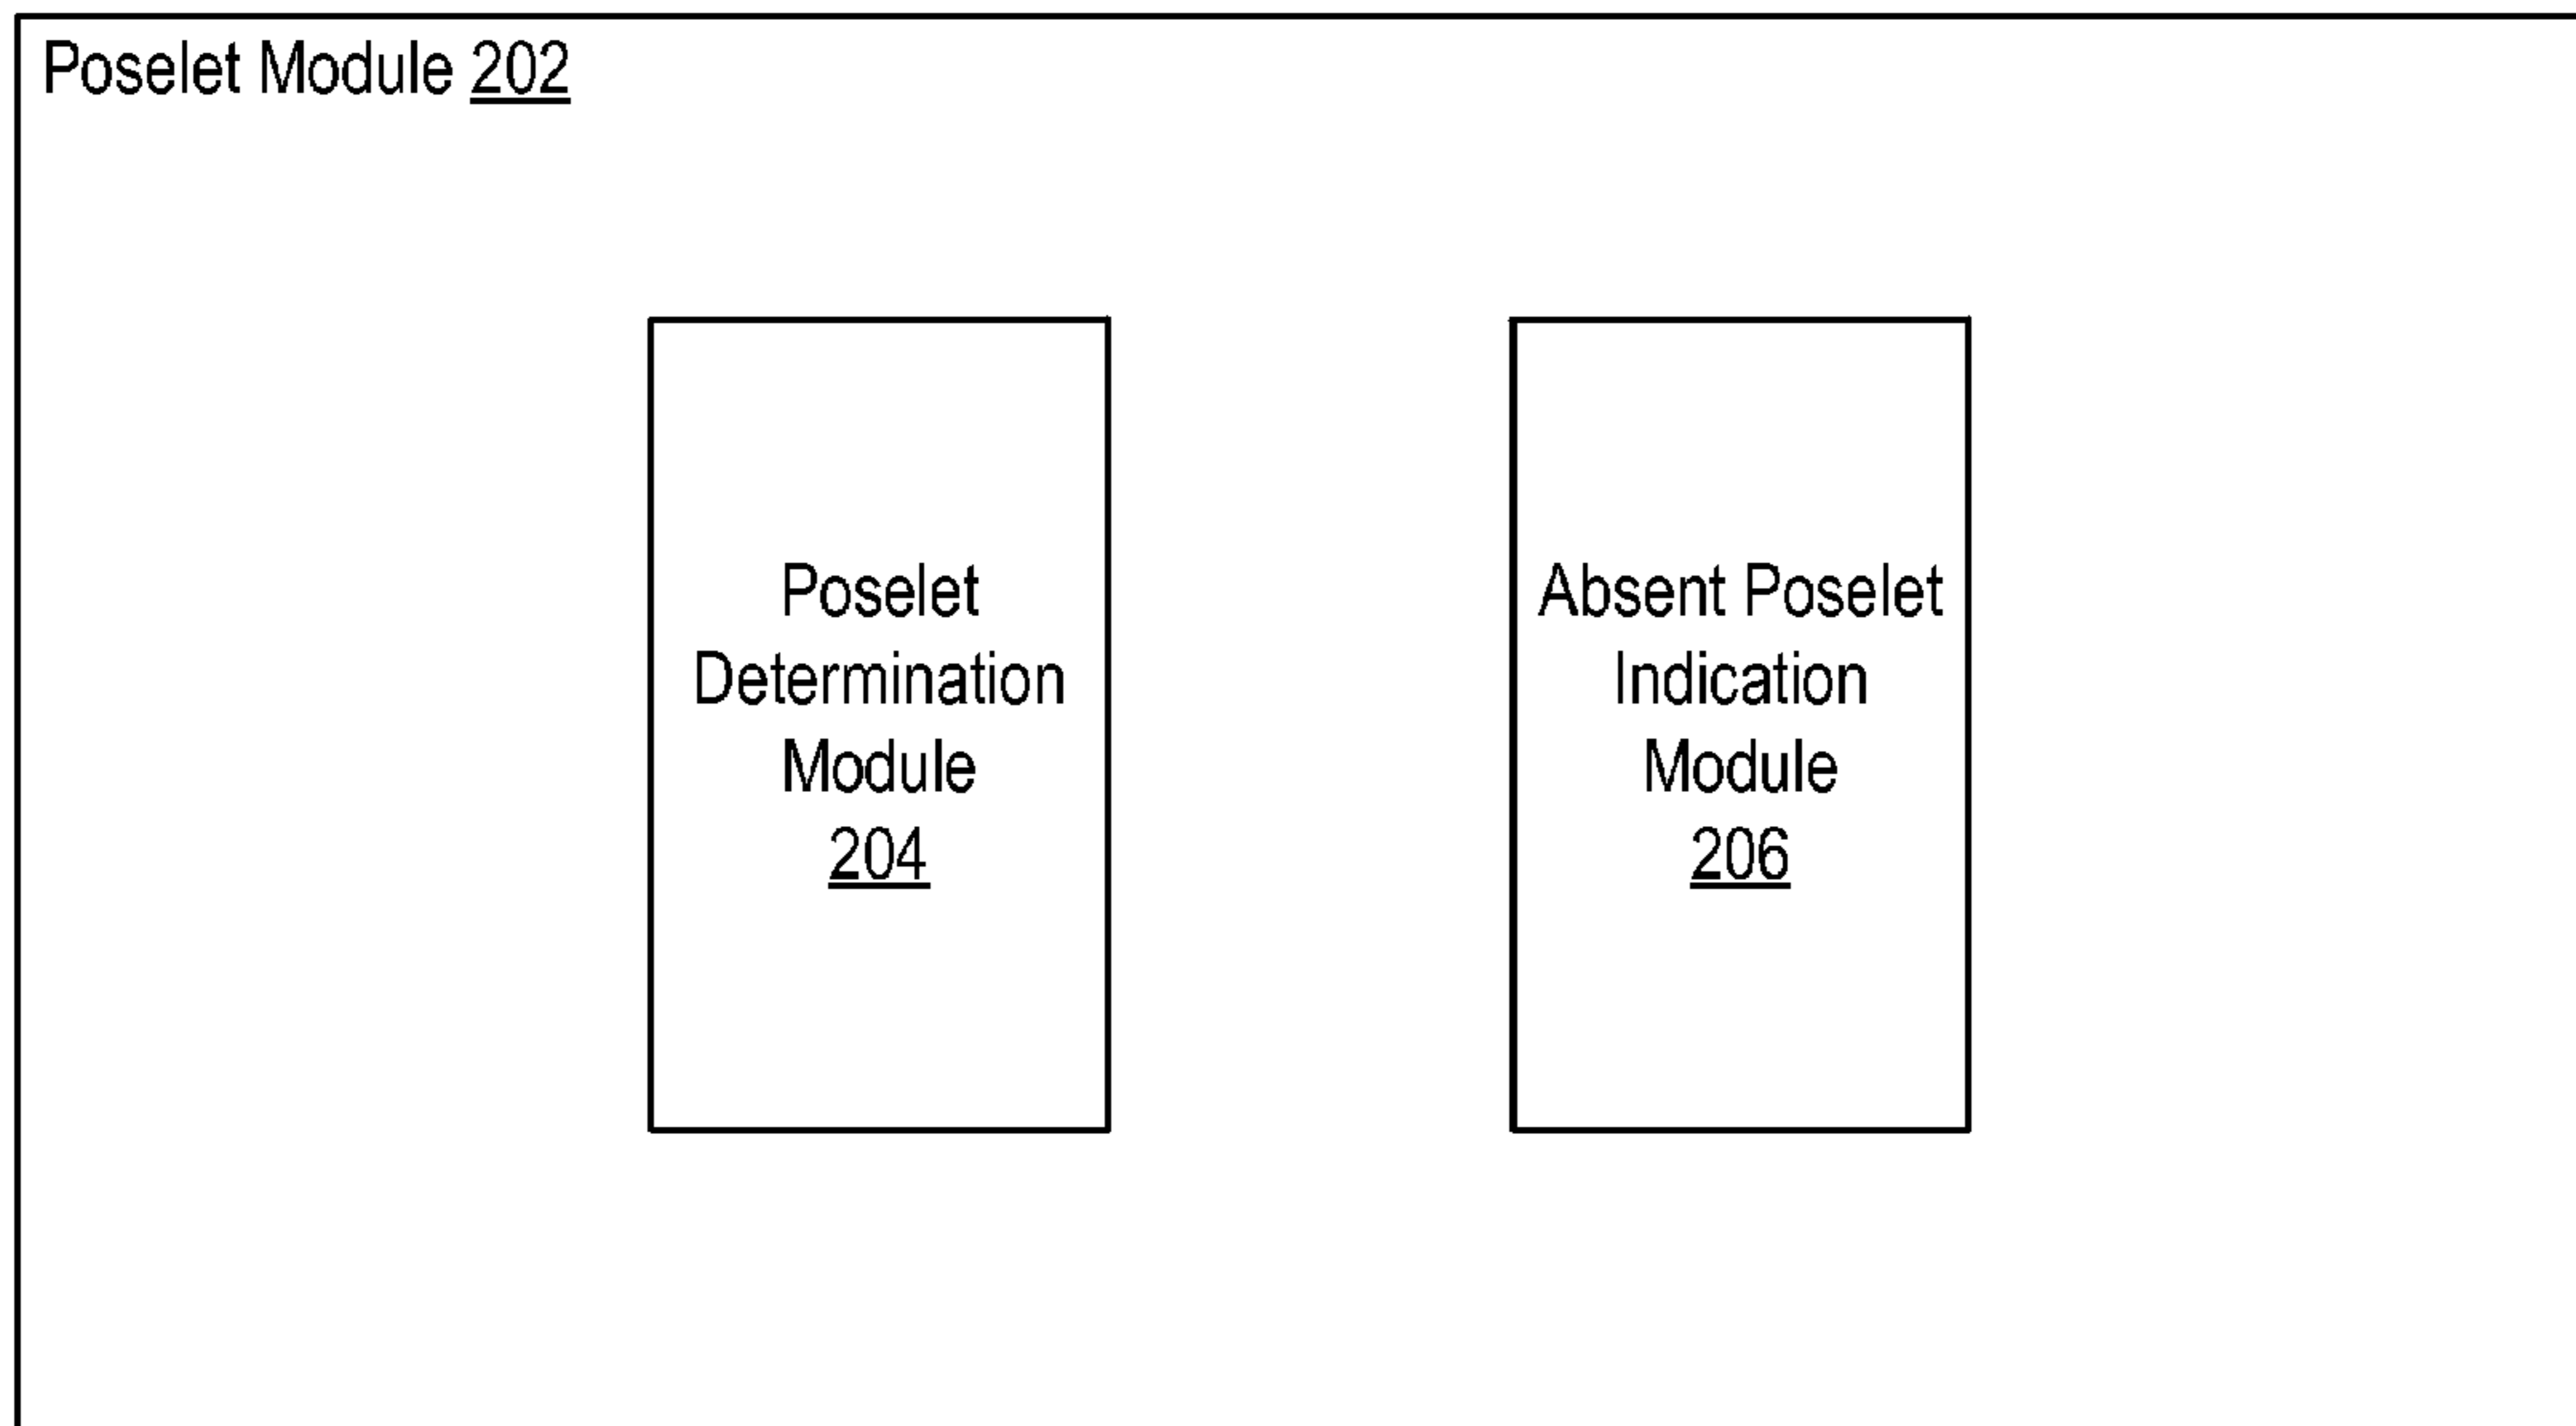 Poselet Module 202
Poselet
Determination
Module
204
Absent Poselet
Indication
Module
206